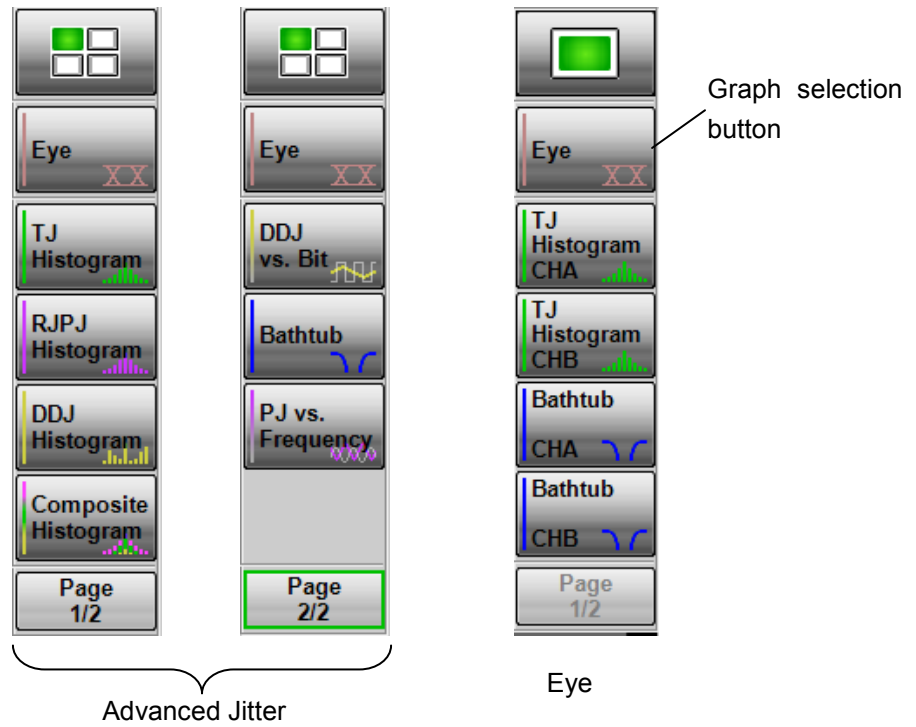 Eye
TJ
Histogram
RJPJ
Histogram
DDJ
Histogram
Composite
Histogram
Page
1/2
Eye
DDJ
vs. Bit
Bathtub
PJ vs.
Frequency
Page
2/2
Advanced Jitter
Eye
TJ
Histogram
CHA
TJ
Histogram
CHB
Bathtub
CHA
Bathtub
CHB
Page
1/2
Eye
Graph selection
button